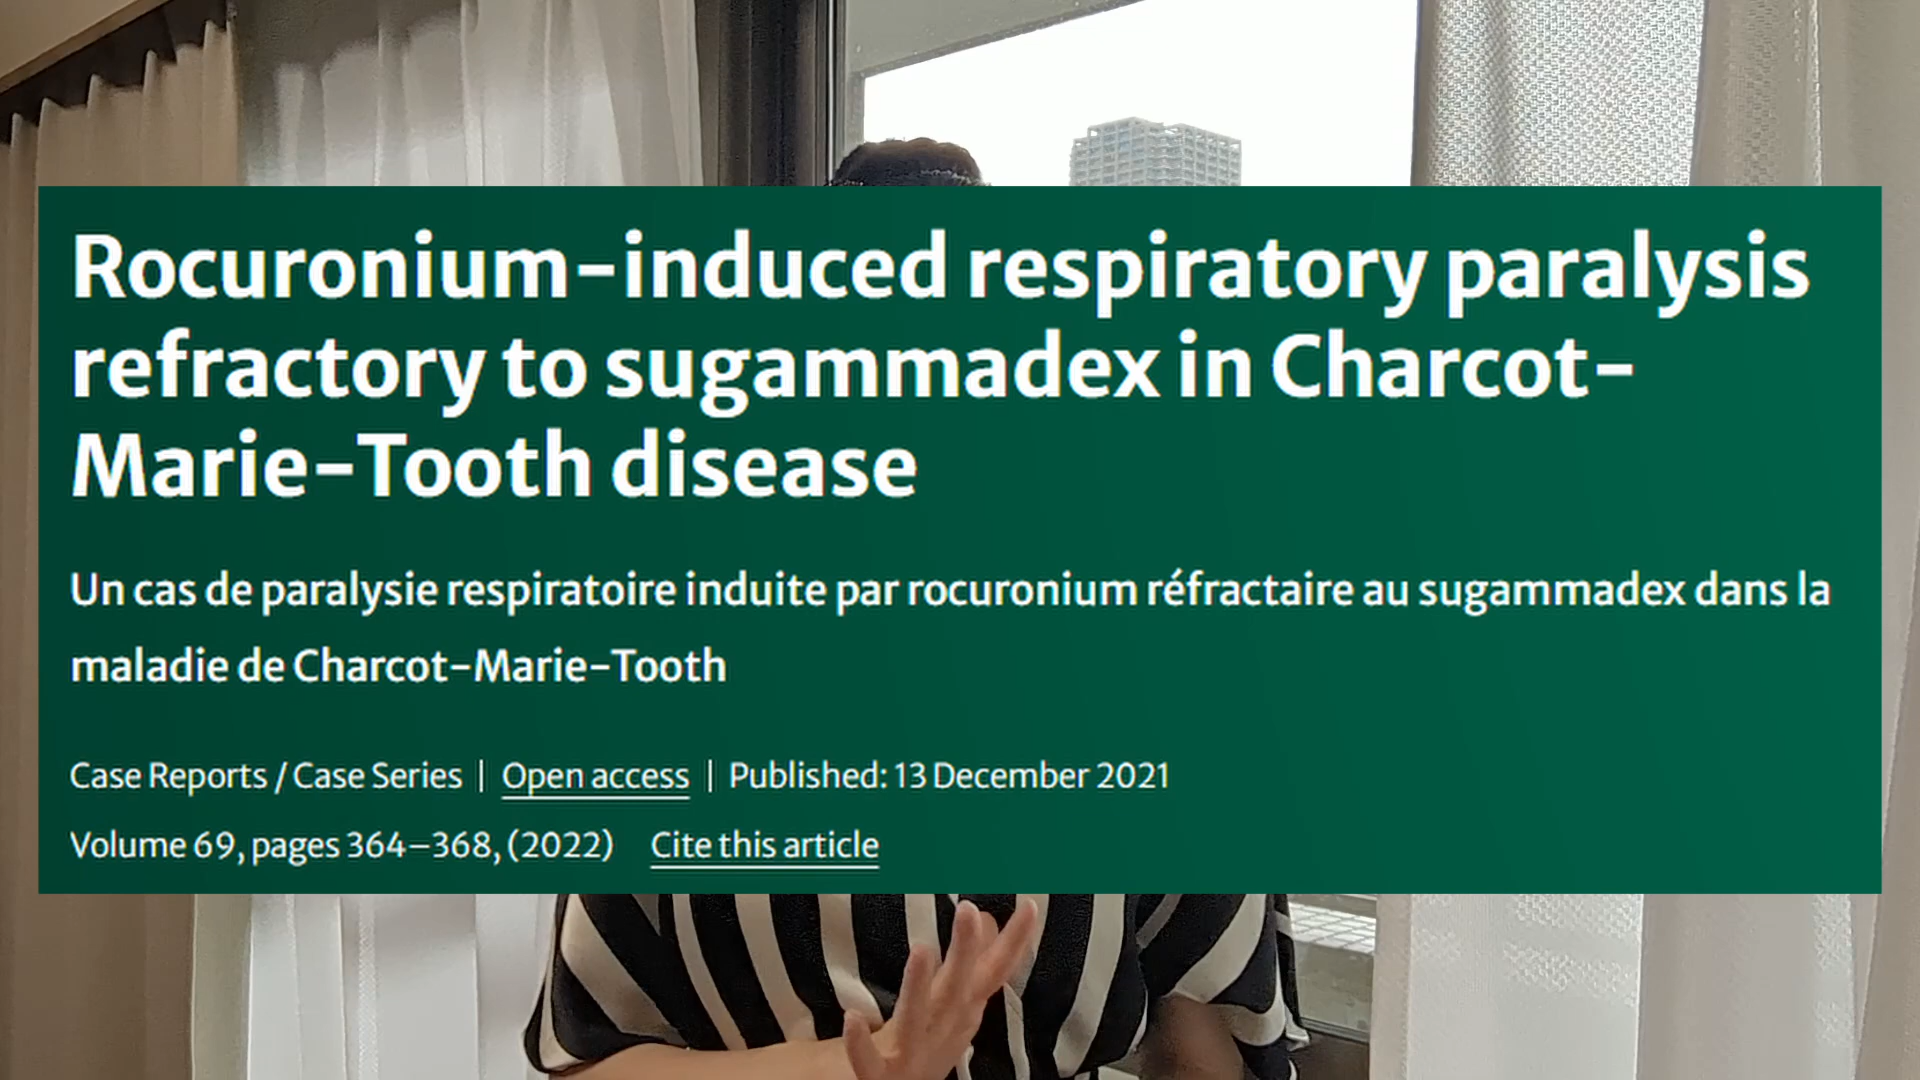 Rocuronium-induced respiratory paralysis
refractory to sugammadex in Charcot-
Marie-Tooth disease
Un cas de paralysie respiratoire induite par rocuronium réfractaire au sugammadex dans la
maladie de Charcot-Marie-Tooth
Case Reports / Case Series | Open access | Published: 13 December 2021
Volume 69, pages 364–368, (2022) Cite this article